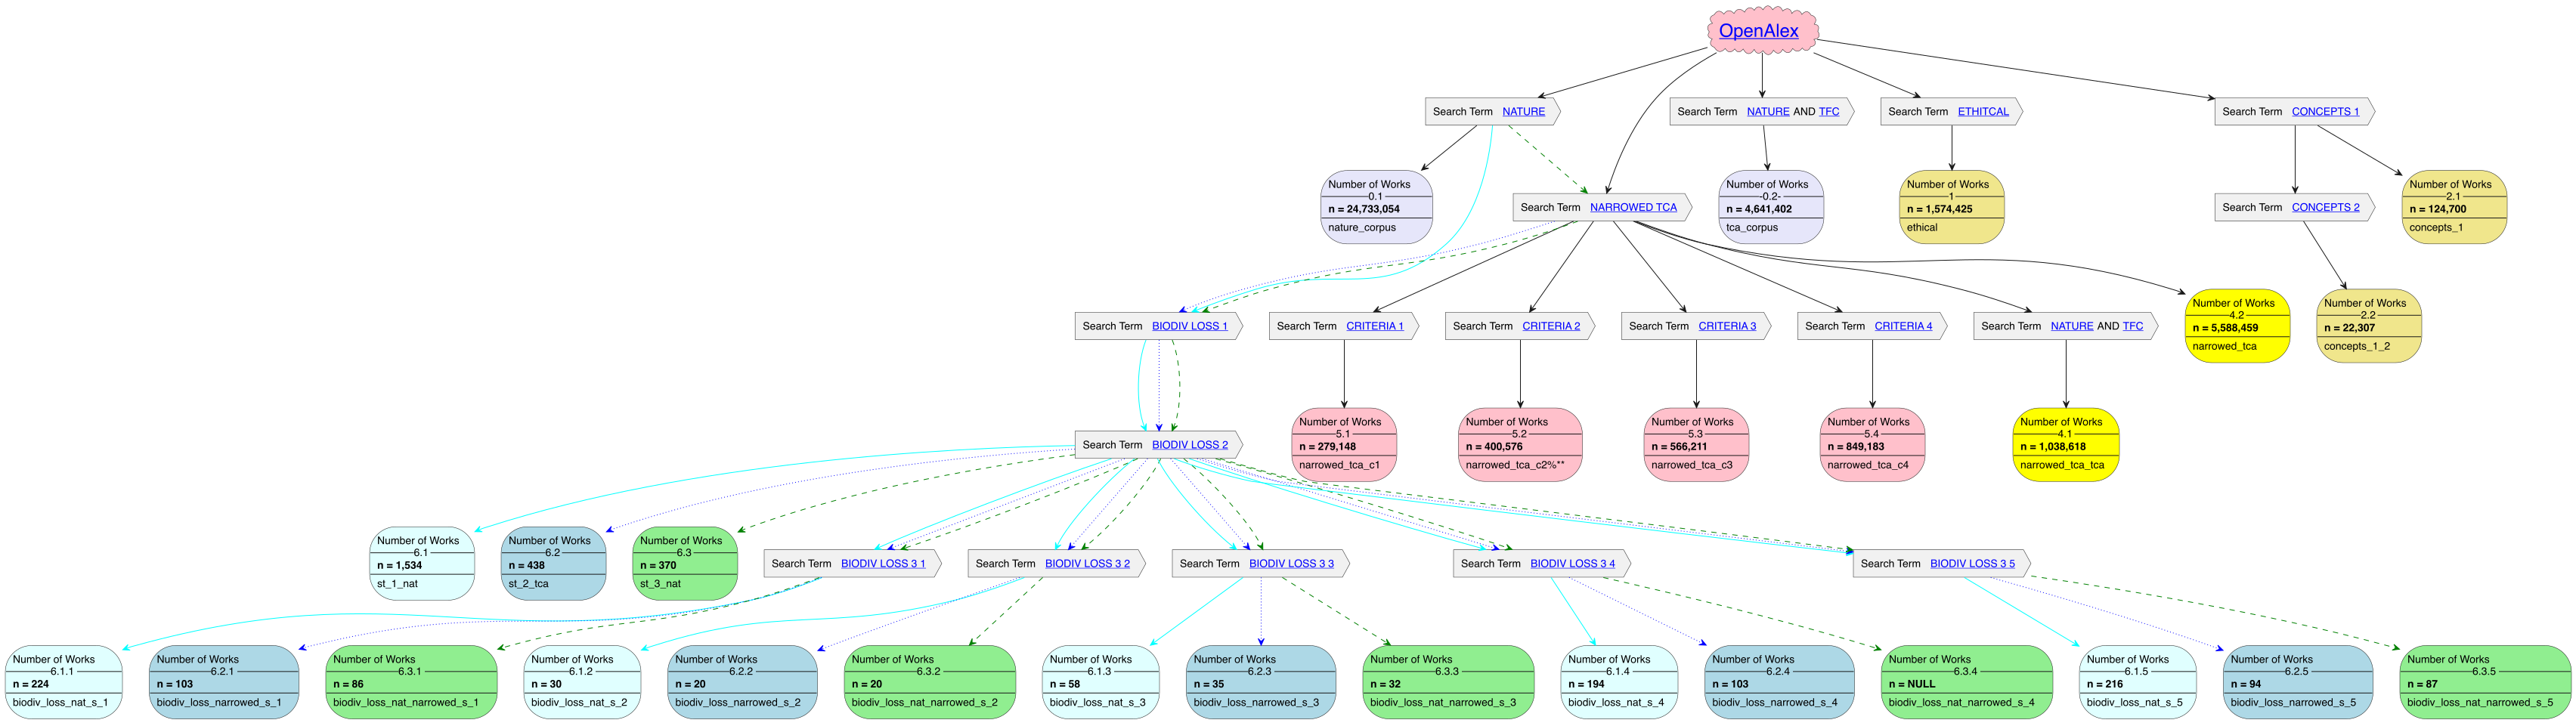 OpenAlex
Search Term NATURE
Search Term NATURE AND TFC
Search Term ETHITCAL
Search Term CONCEPTS 1
Number of Works
0.1
n = 24,733,054
nature_corpus
Search Term NARROWED TCA
Number of Works
-0.2-
n = 4,641,402
tca_corpus
Number of Works
1
n = 1,574,425
ethical
Search Term CONCEPTS 2
Number of Works
2.1
n = 124,700
concepts_1
Search Term BIODIV LOSS 1
Search Term CRITERIA 1
Search Term CRITERIA 2
Search Term CRITERIA 3
Search Term CRITERIA 4
Search Term NATURE AND TFC
Number of Works
4.2
n = 5,588,459
narrowed_tca
Number of Works
2.2
n = 22,307
concepts_1_2
Search Term BIODIV LOSS 2
Number of Works
5.1
n = 279,148
narrowed_tca_c1
Number of Works
5.2
n = 400,576
narrowed_tca_c2%**
Number of Works
5.3
n = 566,211
narrowed_tca_c3
Number of Works
5.4
n = 849,183
narrowed_tca_c4
Number of Works
4.1
n = 1,038,618
narrowed_tca_tca
Number of Works
6.1
n = 1,534
st_1_nat
Number of Works
6.2
n = 438
st_2_tca
Number of Works
6.3
n = 370
st_3_nat
Search Term BIODIV LOSS 3 1
Search Term BIODIV LOSS 3 2
Search Term BIODIV LOSS 3 3
Search Term BIODIV LOSS 3 4
Search Term BIODIV LOSS 3 5
Number of Works
6.1.1
n = 224
biodiv_loss_nat_s_1
Number of Works
6.2.1
n = 103
biodiv_loss_narrowed_s_1
Number of Works
6.3.1
n = 86
biodiv_loss_nat_narrowed_s_1
Number of Works
6.1.2
n = 30
biodiv_loss_nat_s_2
Number of Works
6.2.2
n = 20
biodiv_loss_narrowed_s_2
Number of Works
6.3.2
n = 20
biodiv_loss_nat_narrowed_s_2
Number of Works
6.1.3
n = 58
biodiv_loss_nat_s_3
Number of Works
6.2.3
n = 35
biodiv_loss_narrowed_s_3
Number of Works
6.3.3
n = 32
biodiv_loss_nat_narrowed_s_3
Number of Works
6.1.4
n = 194
biodiv_loss_nat_s_4
Number of Works
6.2.4
n = 103
biodiv_loss_narrowed_s_4
Number of Works
6.3.4
n = NULL
biodiv_loss_nat_narrowed_s_4
Number of Works
6.1.5
n = 216
biodiv_loss_nat_s_5
Number of Works
6.2.5
n = 94
biodiv_loss_narrowed_s_5
Number of Works
6.3.5
n = 87
biodiv_loss_nat_narrowed_s_5